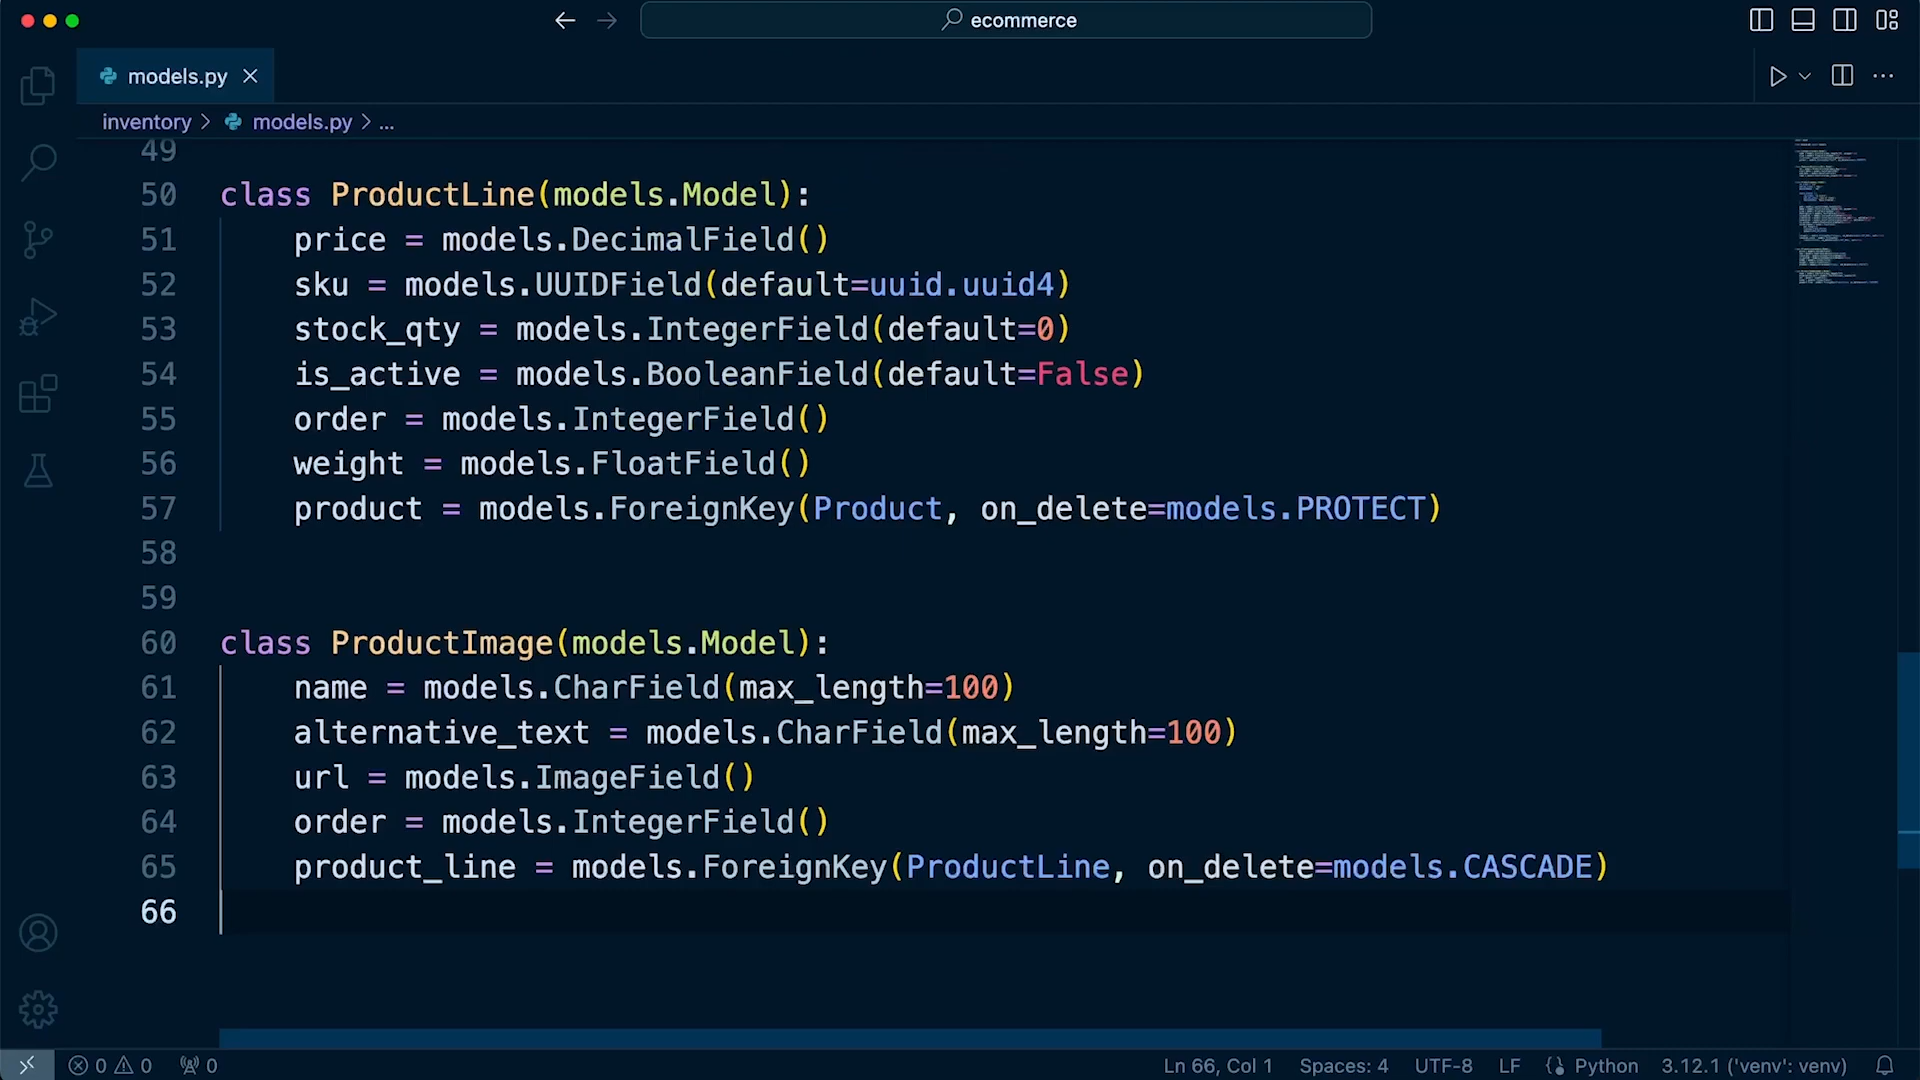 ecommerce
models.py
inventory > models.py > ...
49
50 class ProductLine(models.Model):
51     price = models.DecimalField()
52     sku = models.UUIDField(default=uuid.uuid4)
53     stock_qty = models.IntegerField(default=0)
54     is_active = models.BooleanField(default=False)
55     order = models.IntegerField()
56     weight = models.FloatField()
57     product = models.ForeignKey(Product, on_delete=models.PROTECT)
58
59
60 class ProductImage(models.Model):
61     name = models.CharField(max_length=100)
62     alternative_text = models.CharField(max_length=100)
63     url = models.ImageField()
64     order = models.IntegerField()
65     product_line = models.ForeignKey(ProductLine, on_delete=models.CASCADE)
66
0 0 0 Ln 66, Col 1 Spaces: 4 UTF-8 LF Python 3.12.1 ('venv': venv)